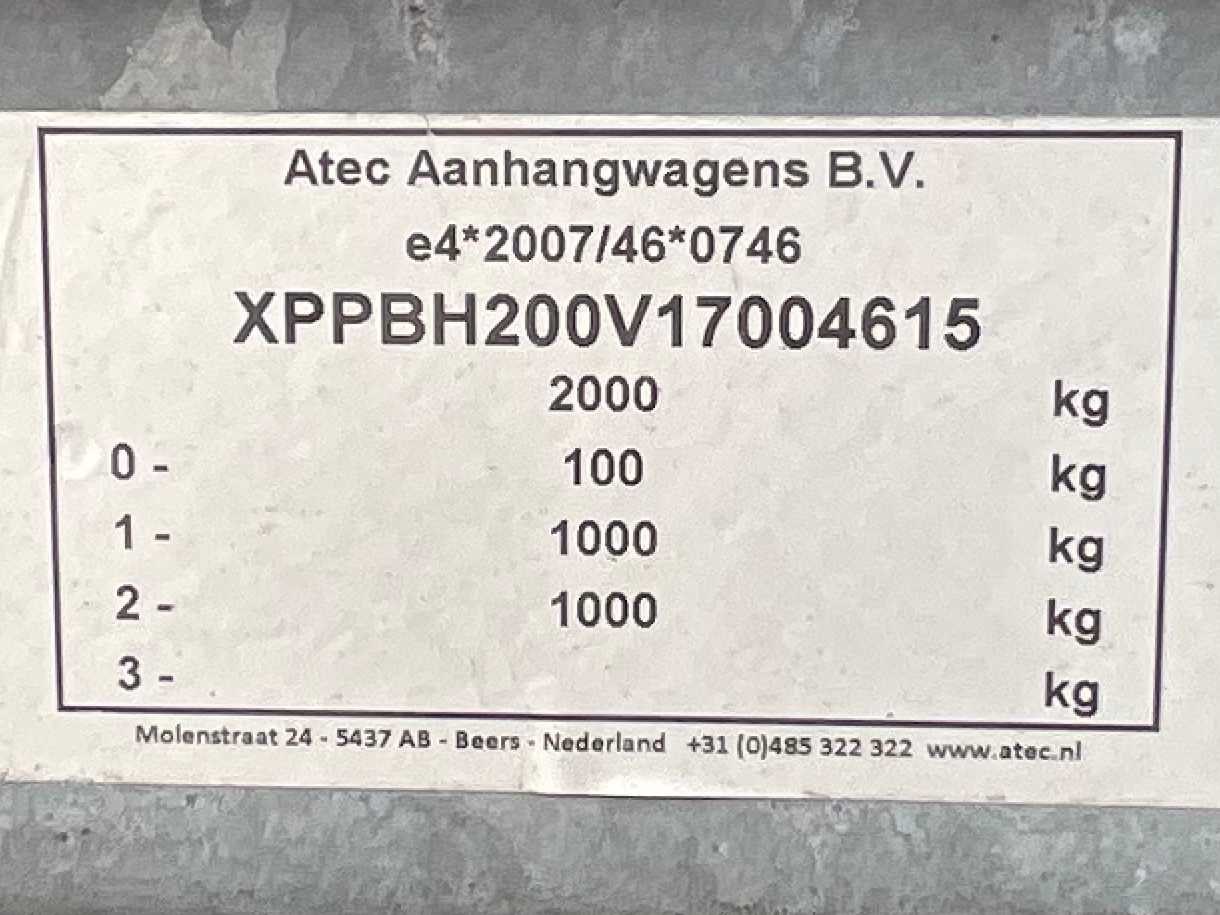 Atec Aanhangwagens B.V.
e4*2007/46*0746
XPPBH200V17004615
2000 kg
0 - 100 kg
1 - 1000 kg
2 - 1000 kg
3 - kg
Molenstraat 24 - 5437 AB - Beers - Nederland +31 (0)485 322 322 www.atec.nl